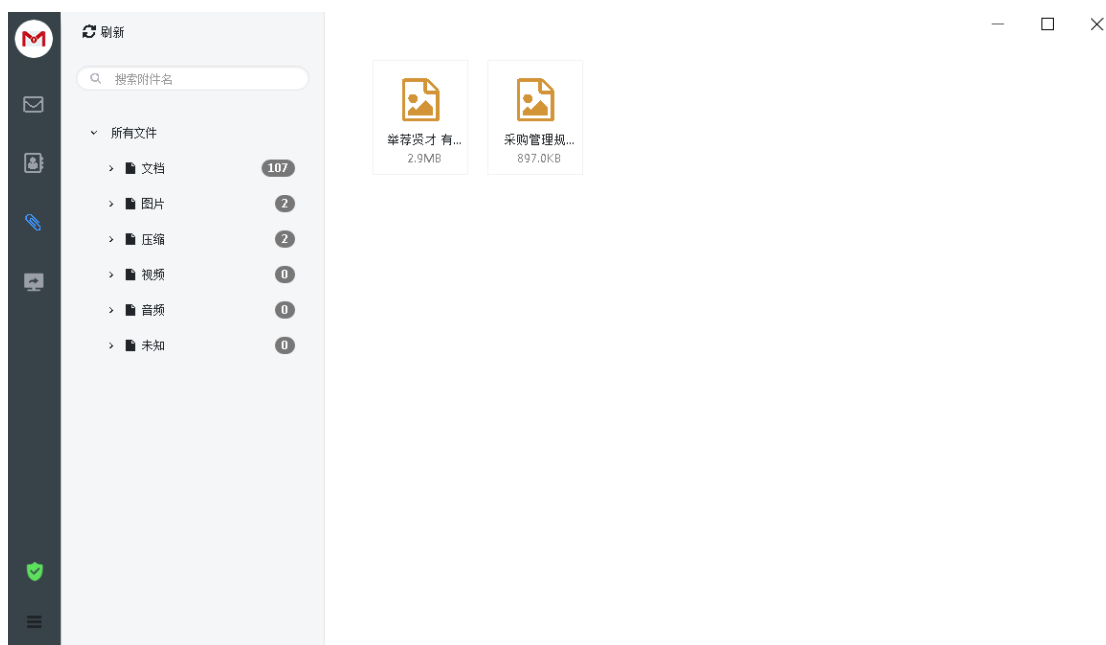 刷新
搜索附件名
所有文件
文档 107
图片 2
压缩 2
视频 0
音频 0
未知 0
举荐贤才 有... 采购管理规...
2.9MB 897.0KB